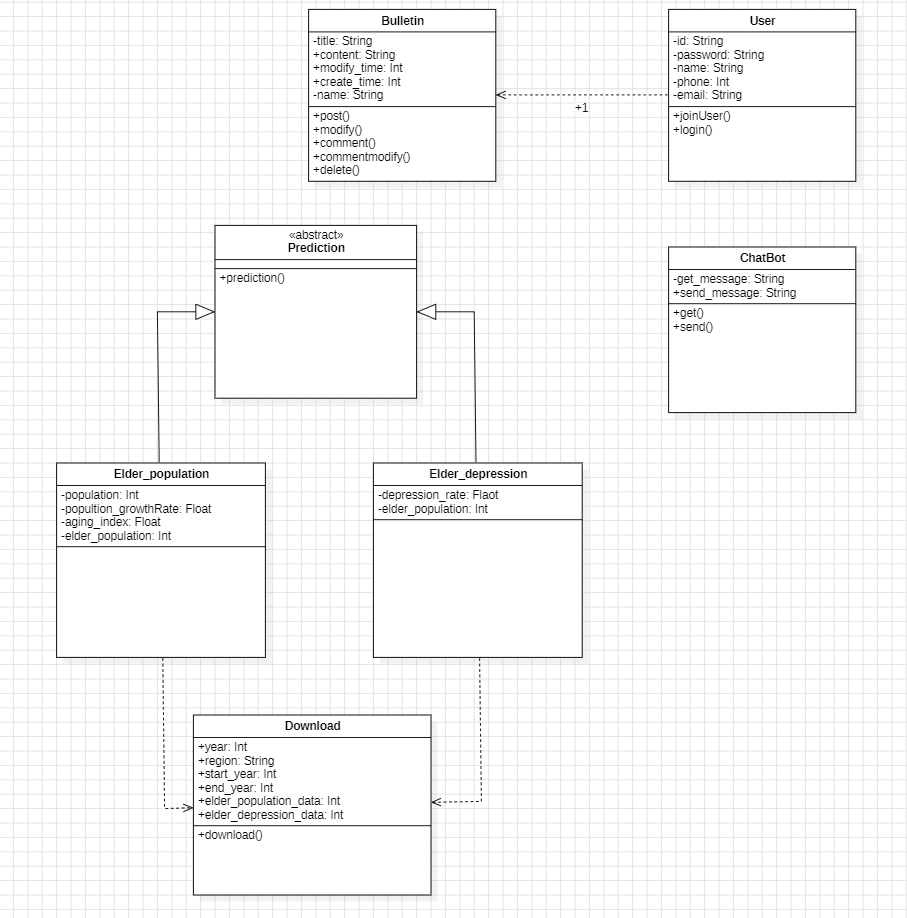 Bulletin
-title: String
+content: String
+modify_time: Int
+create_time: Int
-name: String
+post()
+modify()
+comment()
+commentmodify()
+delete()
User
-id: String
-password: String
-name: String
-phone: Int
-email: String
+joinUser()
+login()
+1
«abstract»
Prediction
+prediction()
ChatBot
-get_message: String
+send_message: String
+get()
+send()
Elder_population
-population: Int
-popultion_growthRate: Float
-aging_index: Float
-elder_population: Int
Elder_depression
-depression_rate: Flaot
-elder_population: Int
Download
+year: Int
+region: String
+start_year: Int
+end_year: Int
+elder_population_data: Int
+elder_depression_data: Int
+download()